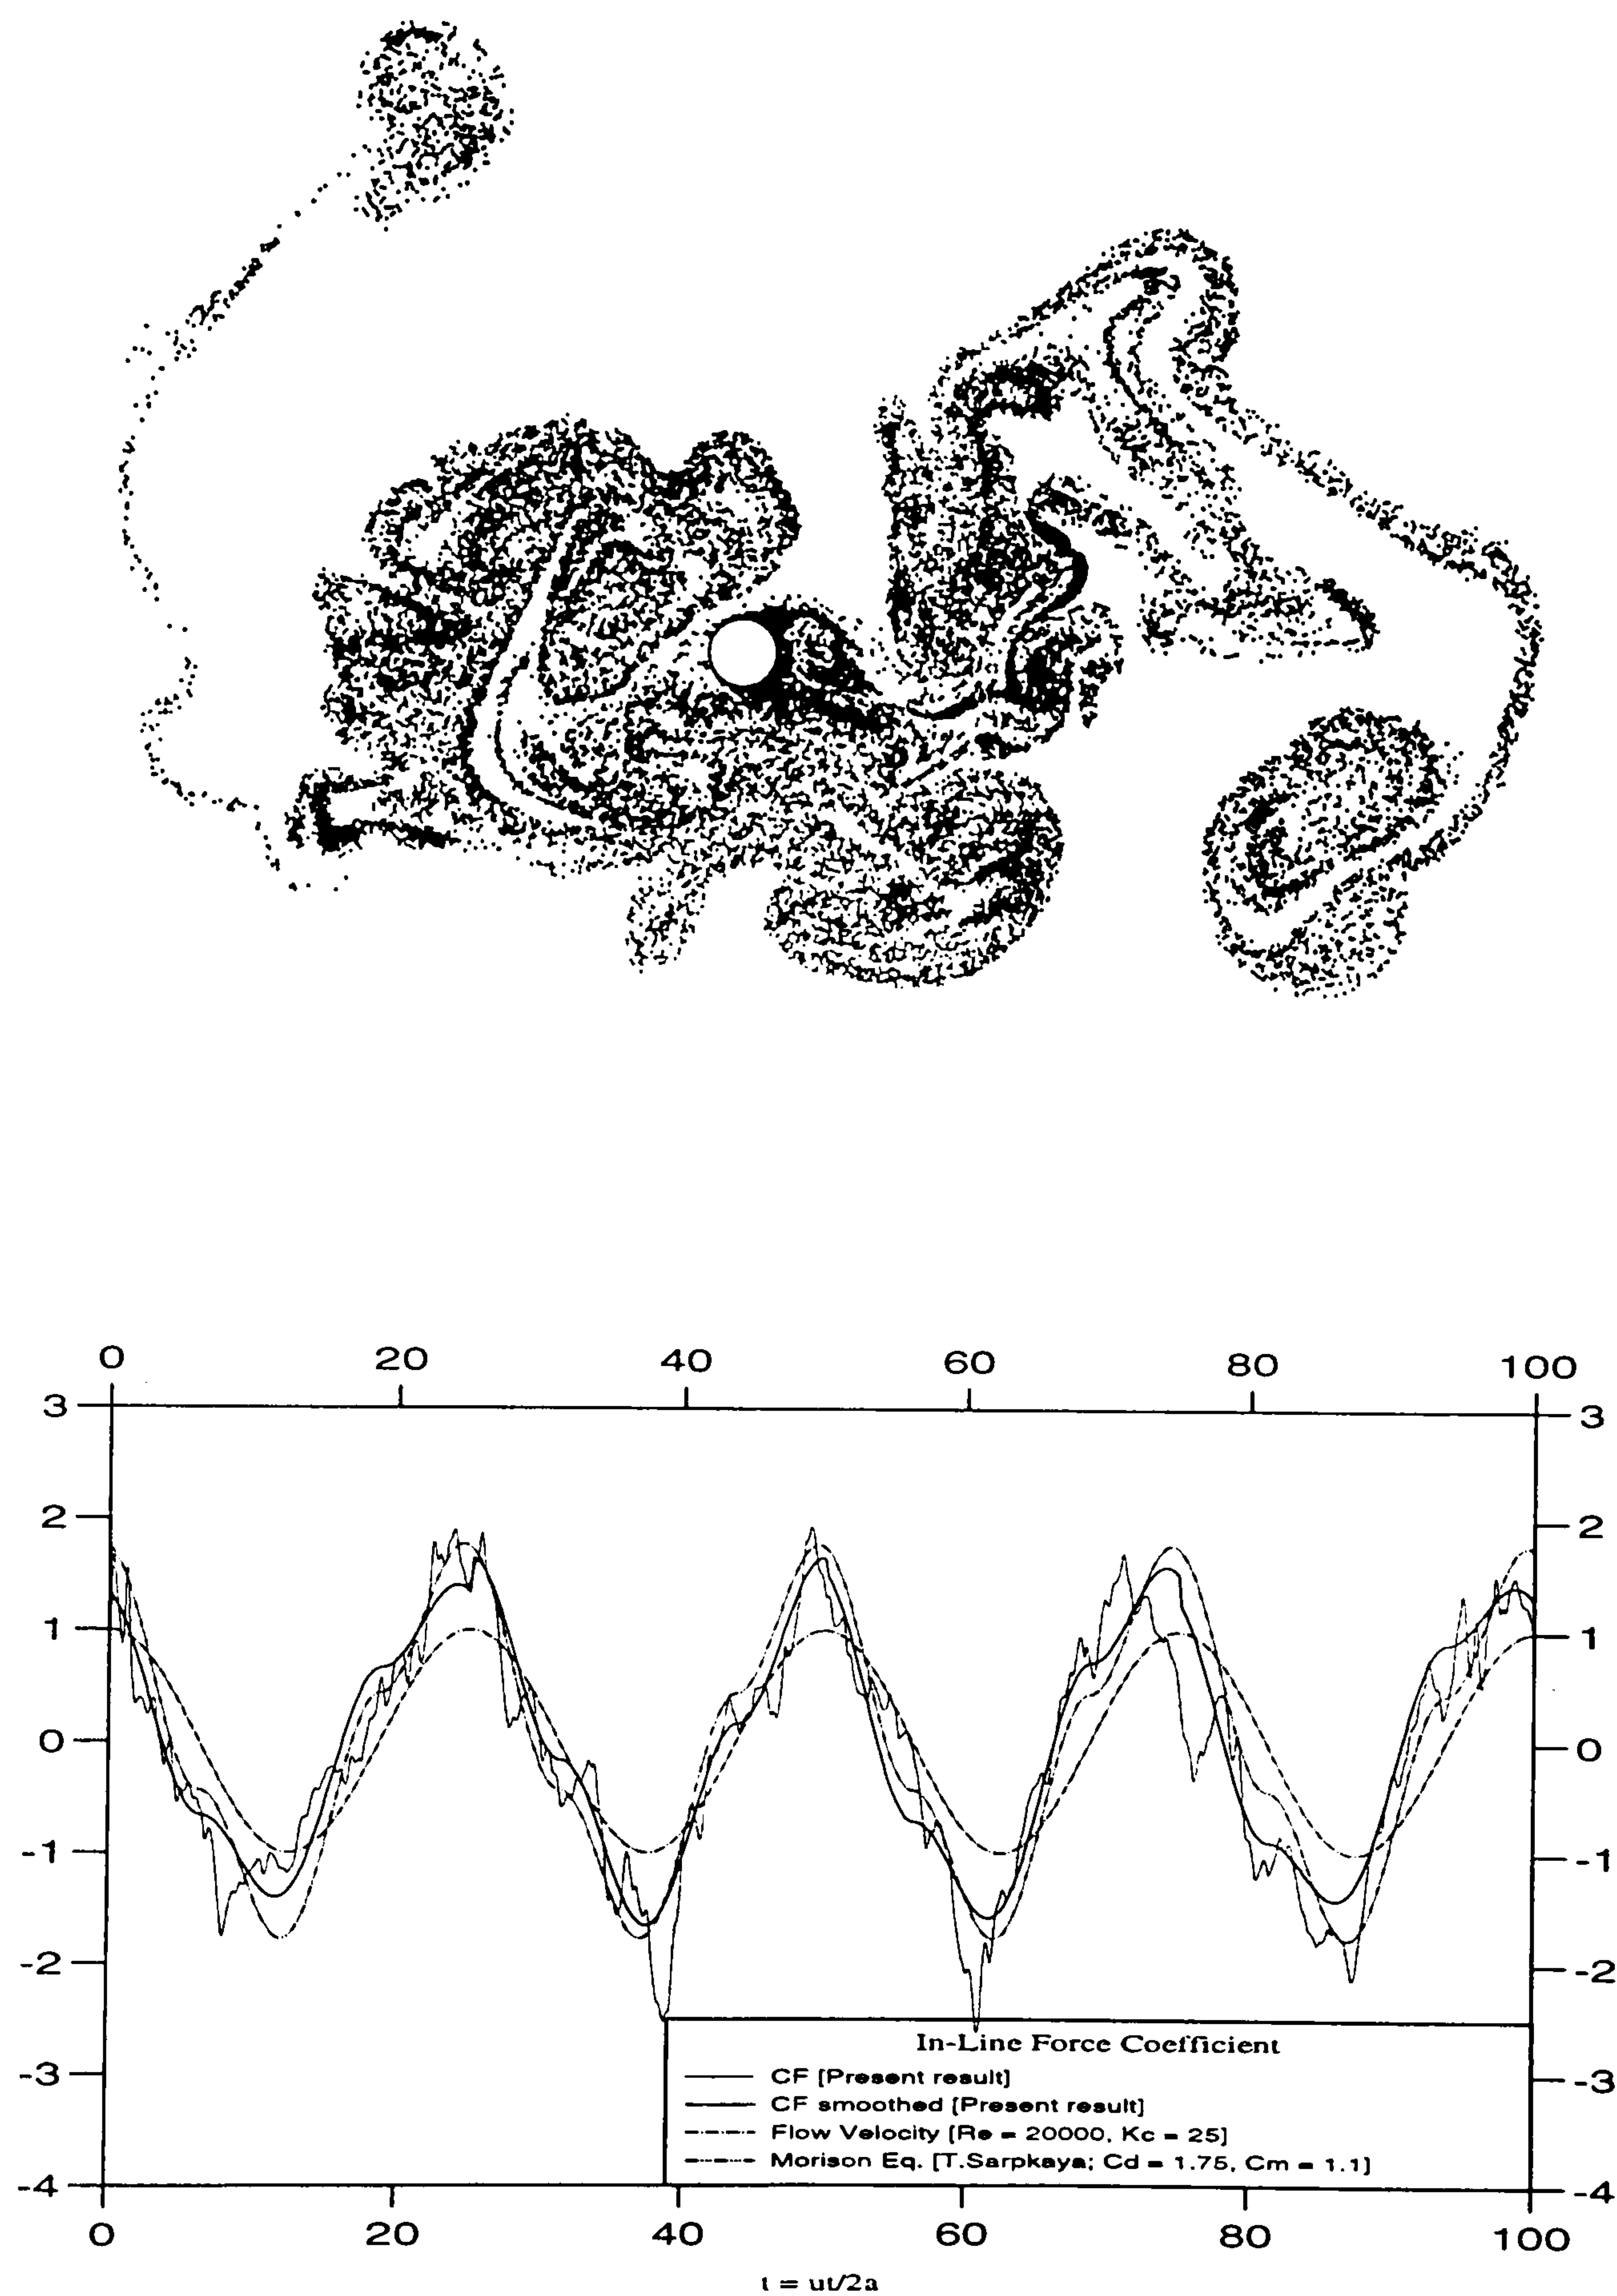 0 20 40 60 80 100
3 3
2 2
1 1
0 0
-1 -1
-2 -2
In-Line Force Coefficient
CF [Present result]
-3 -3
CF smoothed [Present result]
Flow Velocity [Re = 20000, Kc = 25]
Morison Eq. [T.Sarpkaya; Cd = 1.75, Cm = 1.1]
-4 -4
0 20 40 60 80 100
t = ut/2a